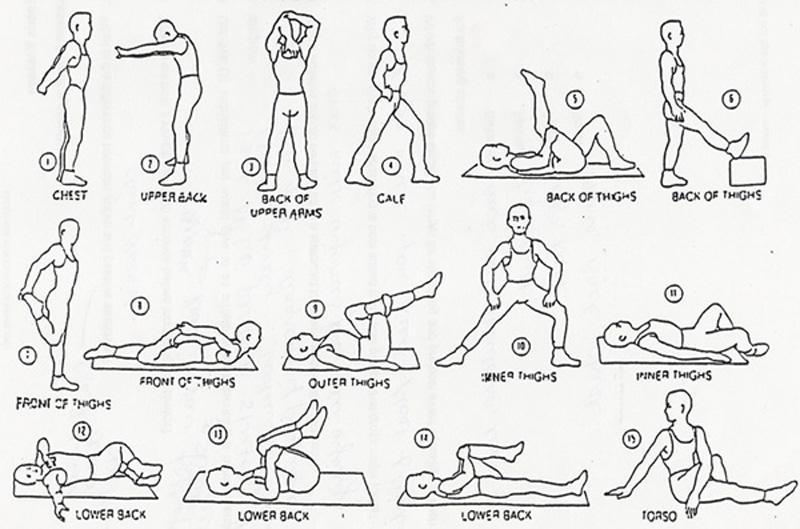 1
CHEST
2
UPPER BACK
3
BACK OF
UPPER ARMS
4
CALF
5
BACK OF THIGHS
6
BACK OF THIGHS
7
FRONT OF THIGHS
8
FRONT OF THIGHS
9
OUTER THIGHS
10
INNER THIGHS
11
INNER THIGHS
12
LOWER BACK
13
LOWER BACK
14
LOWER BACK
15
TORSO